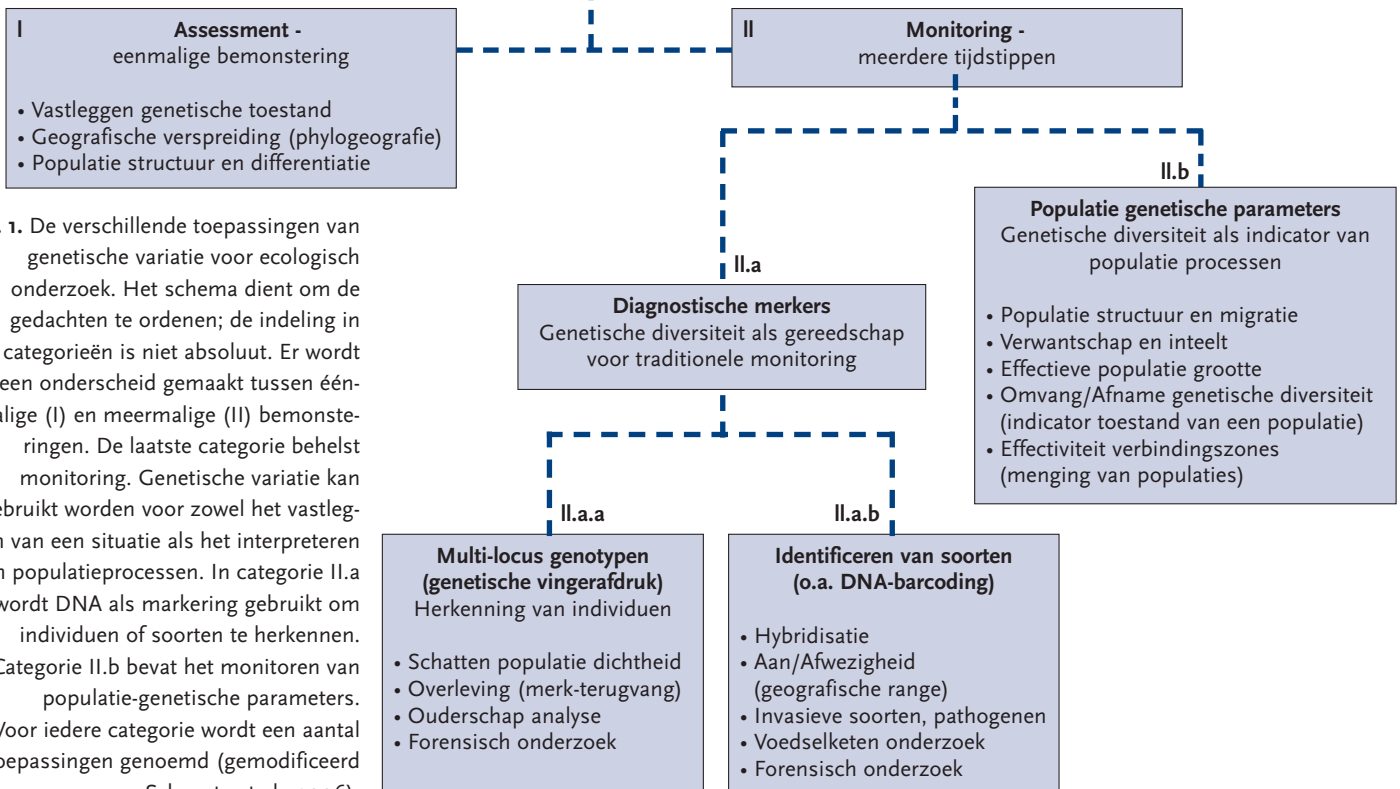 I
Assessment -
eenmalige bemonstering
• Vastleggen genetische toestand
• Geografische verspreiding (phylogeografie)
• Populatie structuur en differentiatie
II
Monitoring -
meerdere tijdstippen
II.b
Populatie genetische parameters
Genetische diversiteit als indicator van
populatie processen
• Populatie structuur en migratie
• Verwantschap en inteelt
• Effectieve populatie grootte
• Omvang/Afname genetische diversiteit
(indicator toestand van een populatie)
• Effectiviteit verbindingszones
(menging van populaties)
II.a
Diagnostische merkers
Genetische diversiteit als gereedschap
voor traditionele monitoring
II.a.a
Multi-locus genotypen
(genetische vingerafdruk)
Herkenning van individuen
• Schatten populatie dichtheid
• Overleving (merk-terugvang)
• Ouderschap analyse
• Forensisch onderzoek
II.a.b
Identificeren van soorten
(o.a. DNA-barcoding)
• Hybridisatie
• Aan/Afwezigheid
(geografische range)
• Invasieve soorten, pathogenen
• Voedselketen onderzoek
• Forensisch onderzoek
1. De verschillende toepassingen van
genetische variatie voor ecologisch
onderzoek. Het schema dient om de
gedachten te ordenen; de indeling in
categorieën is niet absoluut. Er wordt
een onderscheid gemaakt tussen één-
alige (I) en meermalige (II) bemonste-
ringen. De laatste categorie behelst
monitoring. Genetische variatie kan
ebruikt worden voor zowel het vastleg-
van een situatie als het interpreteren
populatieprocessen. In categorie II.a
wordt DNA als markering gebruikt om
individuen of soorten te herkennen.
Categorie II.b bevat het monitoren van
populatie-genetische parameters.
Voor iedere categorie wordt een aantal
oepassingen genoemd (gemodificeerd